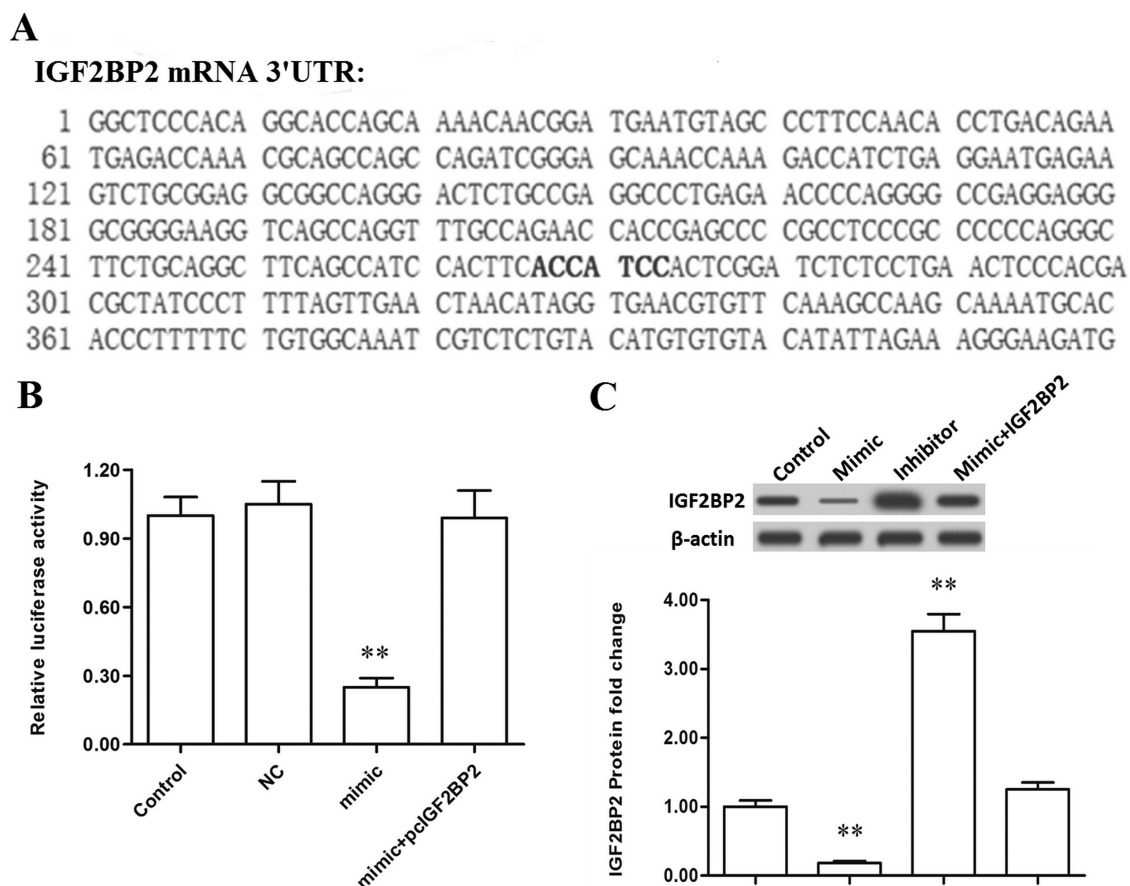 A
IGF2BP2 mRNA 3'UTR:
1 GGCTCCCACA GGCACCAGCA AAACAACGGA TGAATGTAGC CCTTCCAACA CCTGACAGAA
61 TGAGACCAAA CGCAGCCAGC CAGATCGGGA GCAAACCAAA GACCATCTGA GGAATGAGAA
121 GTCTGCGGAG GCGGCCAGGG ACTCTGCCGA GGCCCTGAGA ACCCCAGGGG CCGAGGAGGG
181 GCGGGGAAGG TCAGCCAGGT TTGCCAGAAC CACCGAGCCC CGCCTCCCGC CCCCCAGGGC
241 TTCTGCAGGC TTCAGCCATC CACTTCACCA TCCACTCGGA TCTCTCCTGA ACTCCCACGA
301 CGCTATCCCT TTTAGTTGAA CTAACATAGG TGAACGTGTT CAAAGCCAAG CAAAATGCAC
361 ACCCTTTTTC TGTGGCAAAT CGTCTCTGTA CATGTGTGTA CATATTAGAA AGGGAAGATG
B
Relative luciferase activity
1.20
0.90
0.60
0.30
0.00
**
Control
NC
mimic
mimic+pcIGF2BP2
C
Control
Mimic
Inhibitor
Mimic+IGF2BP2
IGF2BP2
β-actin
IGF2BP2 Protein fold change
4.00
3.00
2.00
1.00
0.00
**
**